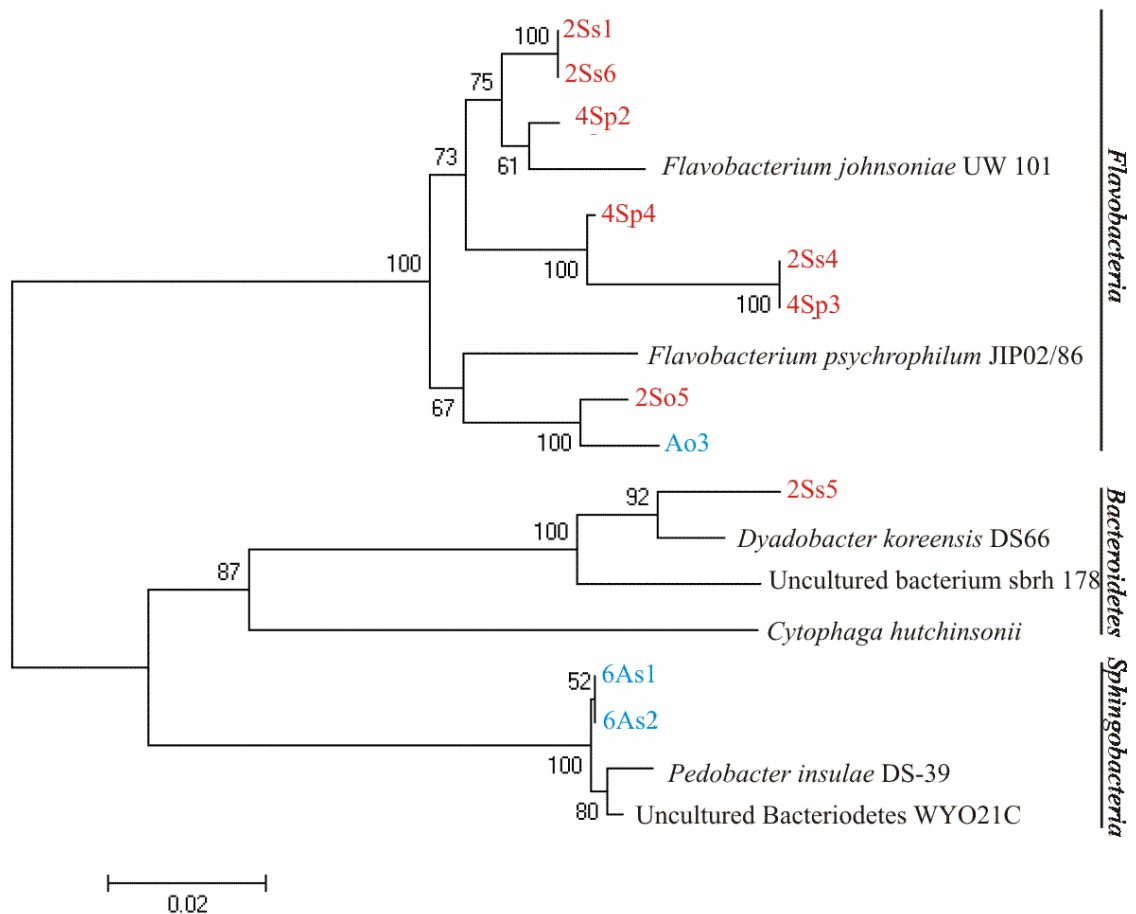 100
2Ss1
2Ss6
75
4Sp2
73
61
Flavobacterium johnsoniae UW 101
4Sp4
100
100
2Ss4
100
4Sp3
Flavobacterium psychrophilum JIP02/86
67
2So5
100
Ao3
Flavobacteria
92
2Ss5
100
Dyadobacter koreensis DS66
87
Uncultured bacterium sbrh 178
Cytophaga hutchinsonii
Bacteroidetes
52
6As1
6As2
100
Pedobacter insulae DS-39
80
Uncultured Bacteriodetes WYO21C
Sphingobacteria
0.02